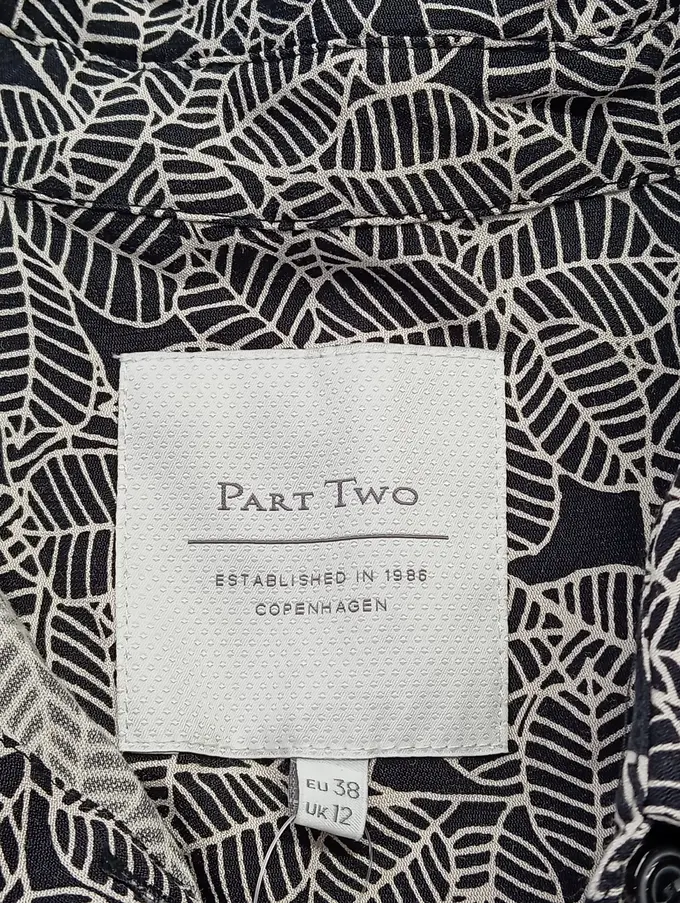 PART TWO
ESTABLISHED IN 1986
COPENHAGEN
EU 38
UK 12